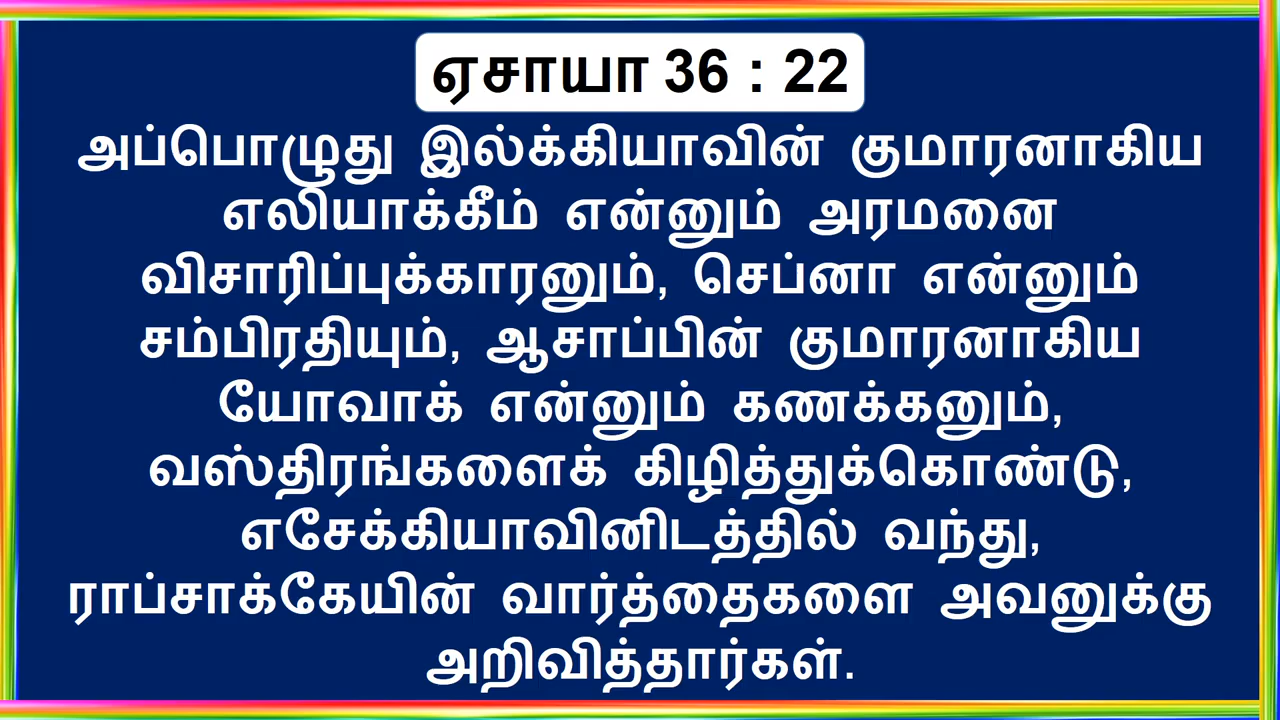 ஏசாயா 36 : 22
அப்பொழுது இல்க்கியாவின் குமாரனாகிய
எலியாக்கீம் என்னும் அரமனை
விசாரிப்புக்காரனும், செப்னா என்னும்
சம்பிரதியும், ஆசாப்பின் குமாரனாகிய
யோவாக் என்னும் கணக்கனும்,
வஸ்திரங்களைக் கிழித்துக்கொண்டு,
எசேக்கியாவினிடத்தில் வந்து,
ராப்சாக்கேயின் வார்த்தைகளை அவனுக்கு
அறிவித்தார்கள்.